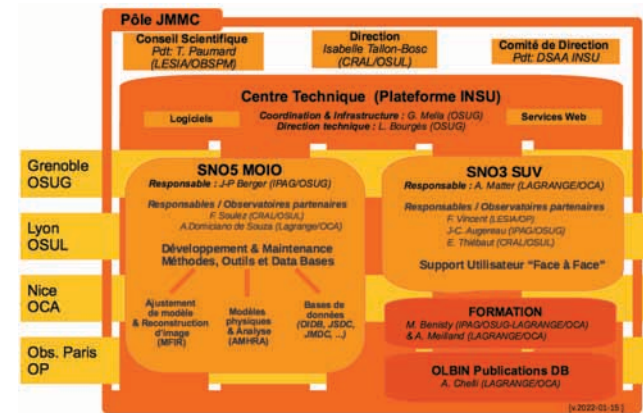 Pôle JMMC
Conseil Scientifique
Pdt: T. Paumard
(LESIA/OBSPM)
Direction
Isabelle Tallon-Bosc
(CRAL/OSUL)
Comité de Direction
Pdt: DSAA INSU
Centre Technique (Plateforme INSU)
Logiciels
Coordination & Infrastructure : G. Mella (OSUG)
Direction technique : L. Bourgès (OSUG)
Services Web
Grenoble
OSUG
Lyon
OSUL
Nice
OCA
Obs. Paris
OP
SNO5 MOIO
Responsable : J-P Berger (IPAG/OSUG)
Responsables / Observatoires partenaires
F. Soulez (CRAL/OSUL)
A.Domiciano de Souza (Lagrange/OCA)
Développement & Maintenance
Méthodes, Outils et Data Bases
Ajustement
de modèle
& Reconstruction
d'image
(MFIR)
Modèles
physiques
& Analyse
(AMHRA)
Bases de
données
(OIDB, JSDC,
JMDC, ...)
SNO3 SUV
Responsable : A. Matter (LAGRANGE/OCA)
Responsables / Observatoires partenaires
F. Vincent (LESIA/OP)
J-C. Augereau (IPAG/OSUG)
E. Thiébaut (CRAL/OSUL)
Support Utilisateur “Face à Face”
FORMATION
M. Benisty (IPAG/OSUG-LAGRANGE/OCA)
& A. Meilland (LAGRANGE/OCA)
OLBIN Publications DB
A. Chelli (LAGRANGE/OCA)
[v.2022-01-15 ]